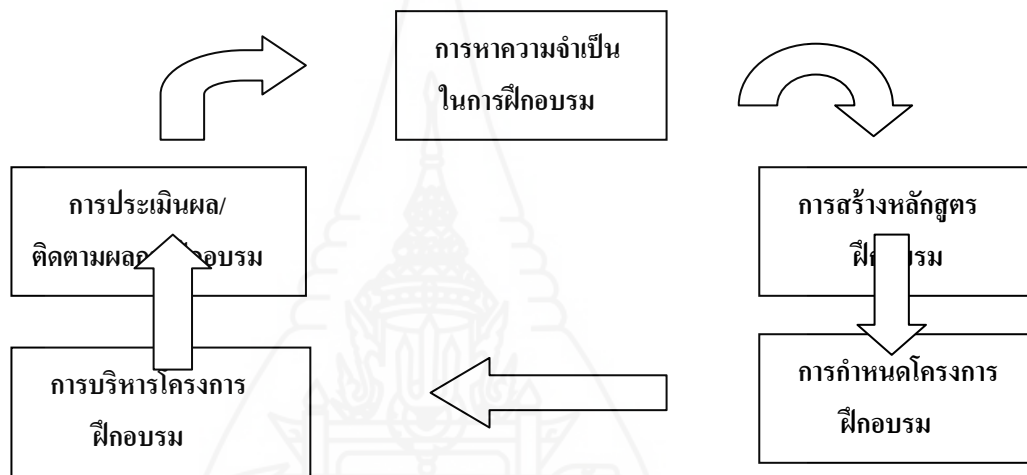 การหาความจำเป็น
ในการฝึกอบรม
การสร้างหลักสูตร
การกำหนดโครงการ
ฝึกอบรม
การบริหารโครงการ
ฝึกอบรม
การประเมินผล/